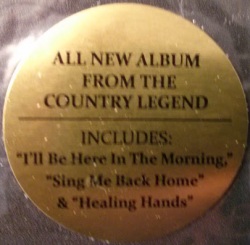 ALL NEW ALBUM
FROM THE
COUNTRY LEGEND
INCLUDES:
"I'll Be Here In The Morning,"
"Sing Me Back Home"
& "Healing Hands"